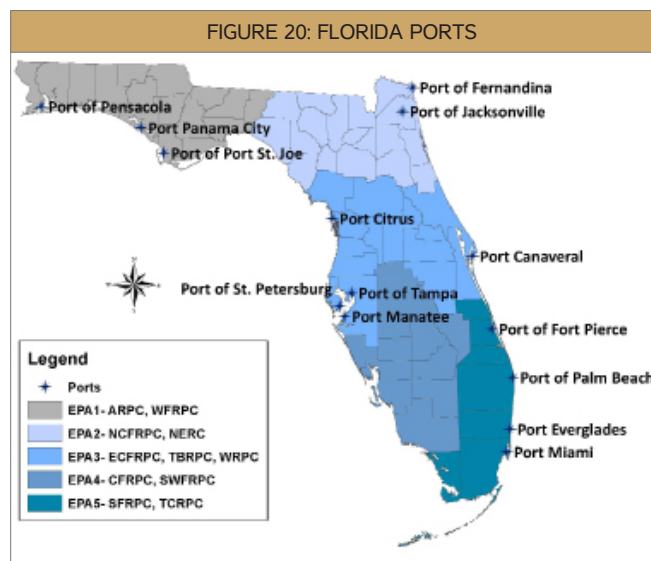 FIGURE 20: FLORIDA PORTS
Port of Fernandina
Port of Pensacola
Port of Jacksonville
Port Panama City
Port of Port St. Joe
Port Citrus
Port Canaveral
Port of St. Petersburg
Port of Tampa
Port Manatee
Port of Fort Pierce
Legend
Ports
EPA1- ARPC, WFRPC
EPA2- NCFRPC, NERC
EPA3- ECFRPC, TBRPC, WRPC
EPA4- CFRPC, SWFRPC
EPA5- SFRPC, TCRPC
Port of Palm Beach
Port Everglades
Port Miami